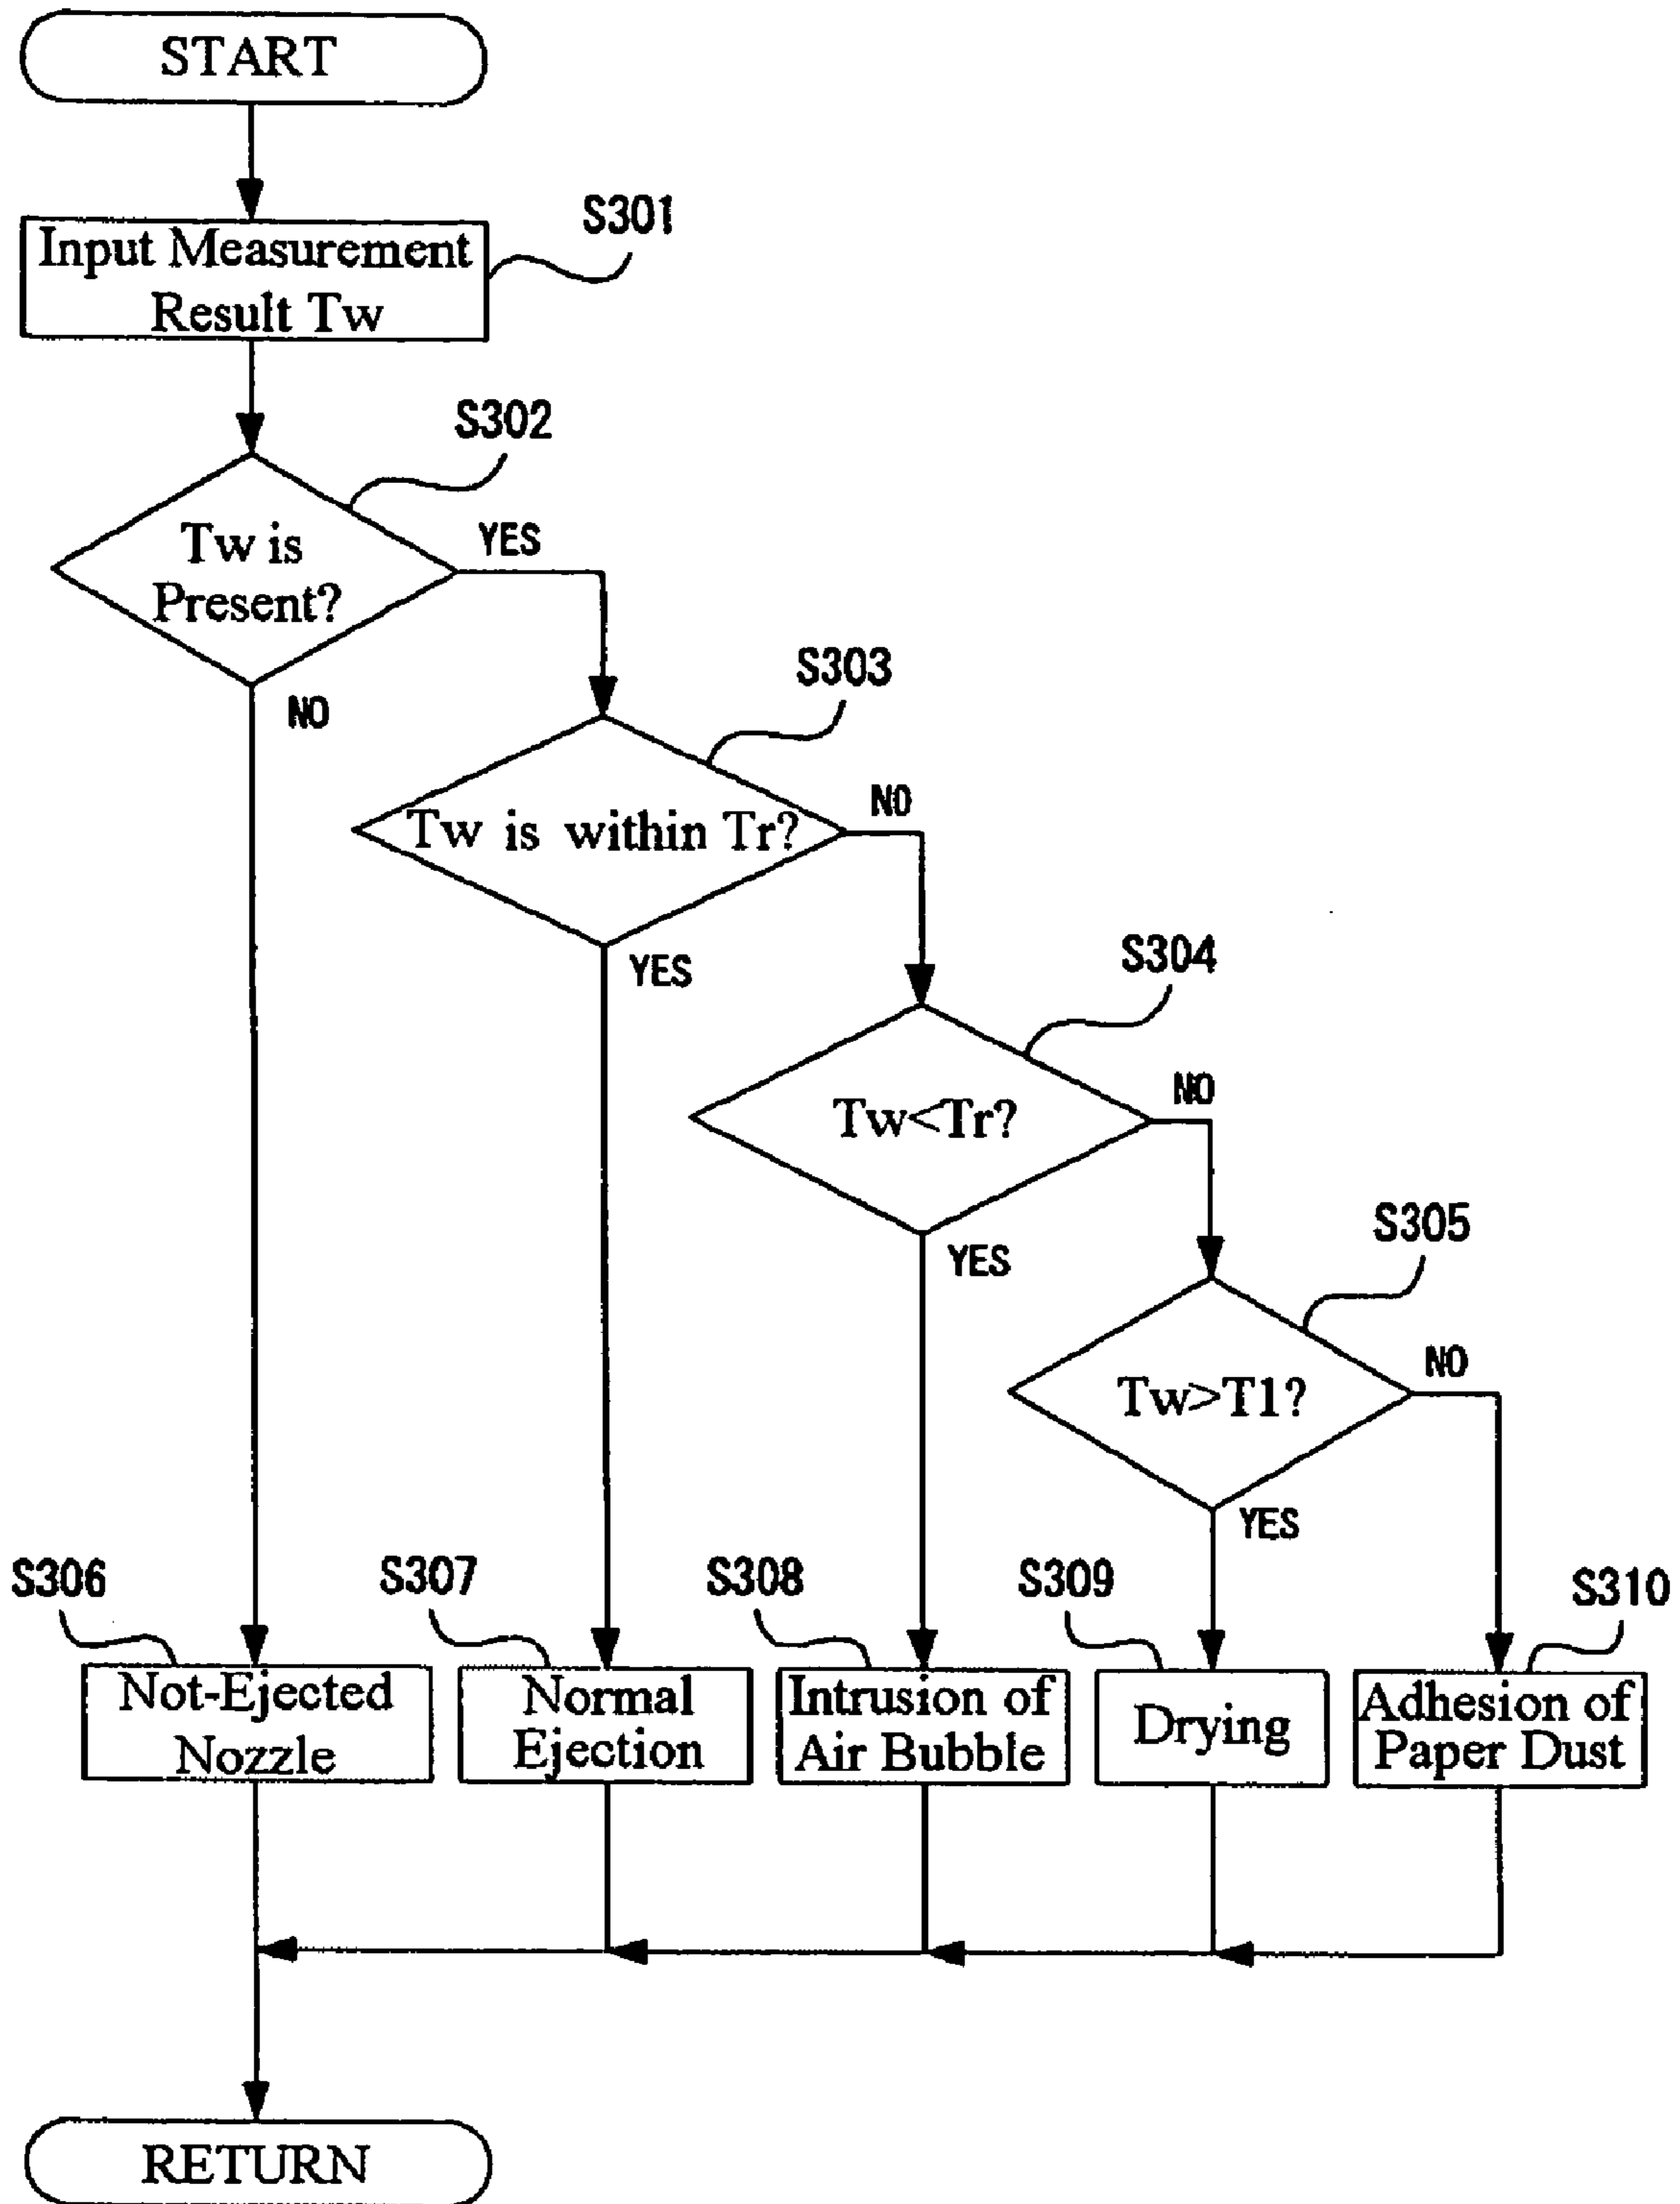 START
S301
Input Measurement
Result Tw
S302
Tw is
Present?
YES
NO
S303
Tw is within Tr?
NO
YES
S304
Tw<Tr?
NO
YES
S305
Tw>T1?
NO
YES
S306
S307
S308
S309
S310
Not-Ejected
Nozzle
Normal
Ejection
Intrusion of
Air Bubble
Drying
Adhesion of
Paper Dust
RETURN